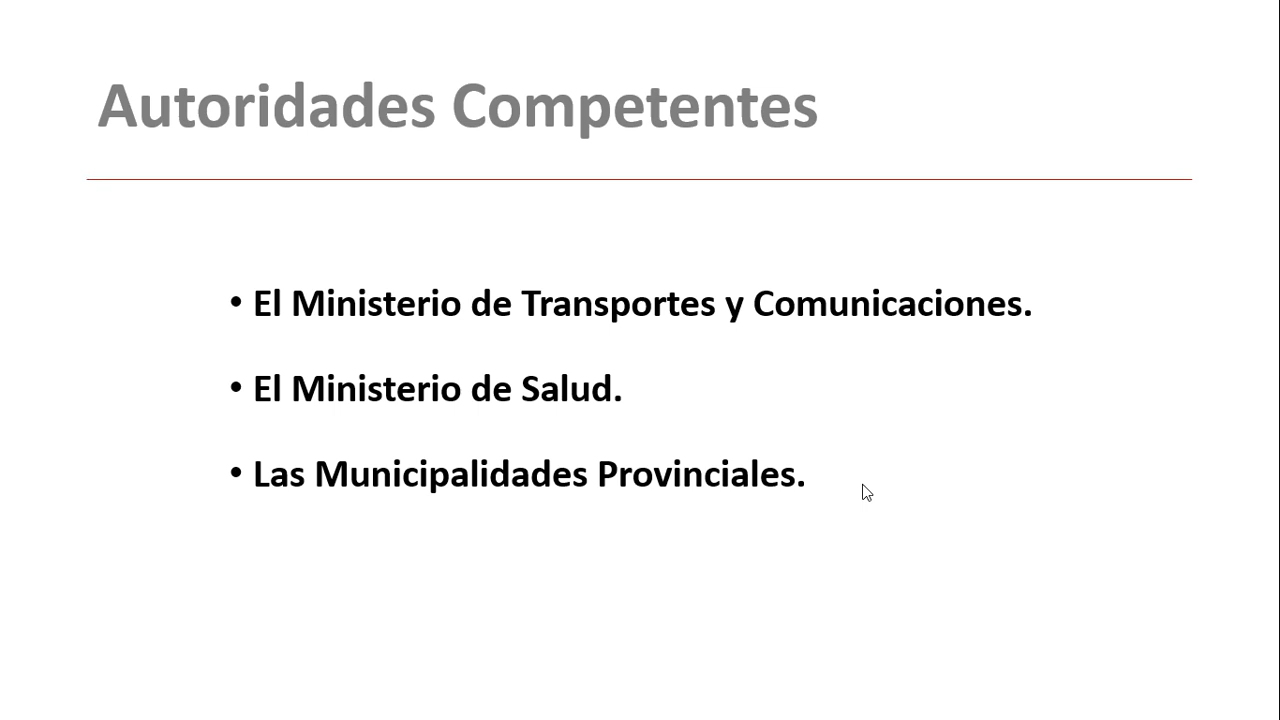 Autoridades Competentes
• El Ministerio de Transportes y Comunicaciones.
• El Ministerio de Salud.
• Las Municipalidades Provinciales.